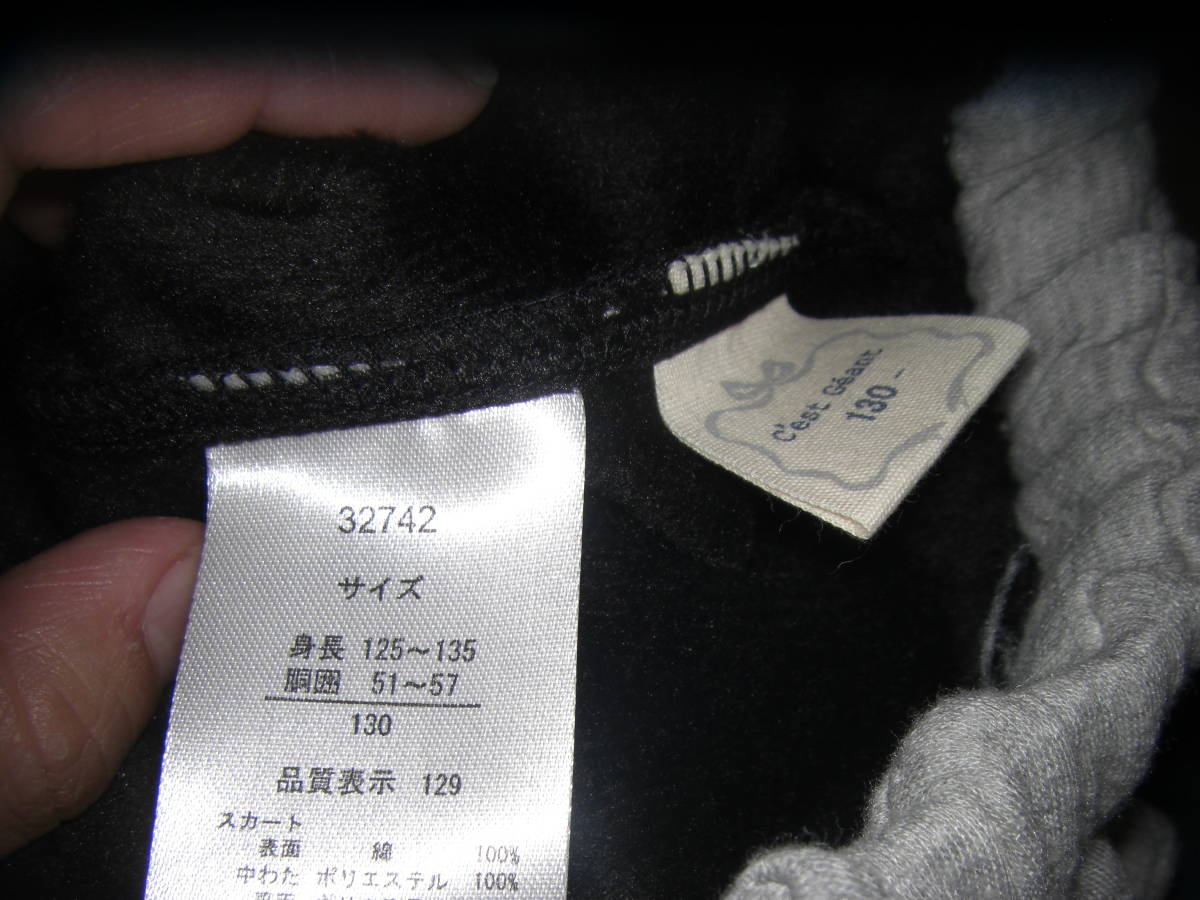 32742
サイズ
身長 125～135
胴囲 51～57
130
品質表示 129
スカート
表面 綿 100%
中わた ポリエステル 100%
C'est Géant
130-